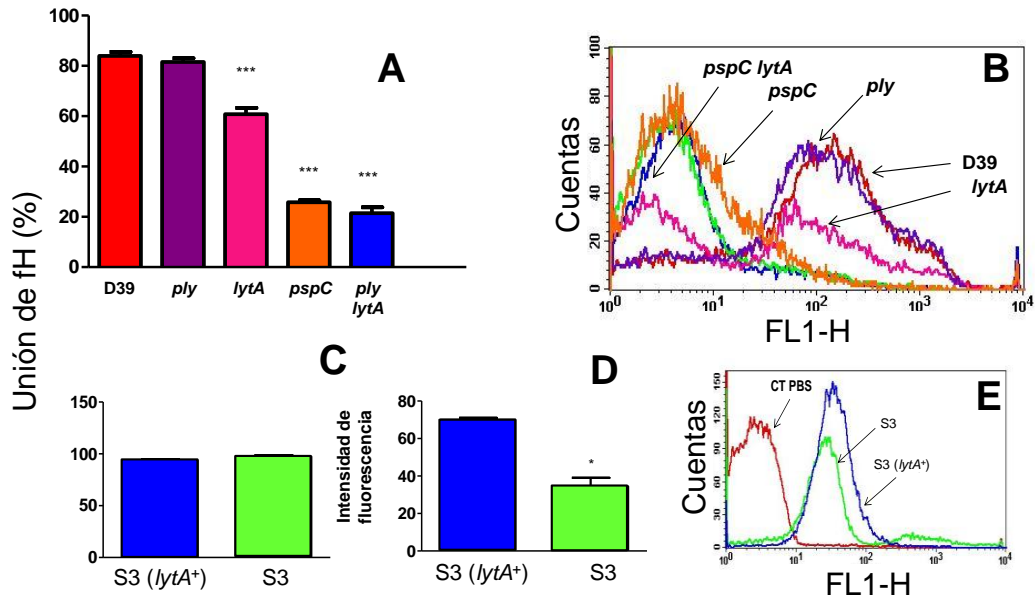 Unión de fH (%)
A
100
80
60
40
20
0
***
***
***
D39
ply
lytA
pspC
ply
lytA
B
Cuentas
100
80
60
40
20
0
pspC lytA
pspC
ply
D39
lytA
10⁰
10¹
10²
10³
10⁴
FL1-H
C
150
100
50
0
S3 (lytA⁺)
S3
D
Intensidad de
fluorescencia
80
60
40
20
0
*
S3 (lytA⁺)
S3
E
Cuentas
150
120
90
60
30
0
CT PBS
S3
S3 (lytA⁺)
10⁰
10¹
10²
10³
10⁴
FL1-H